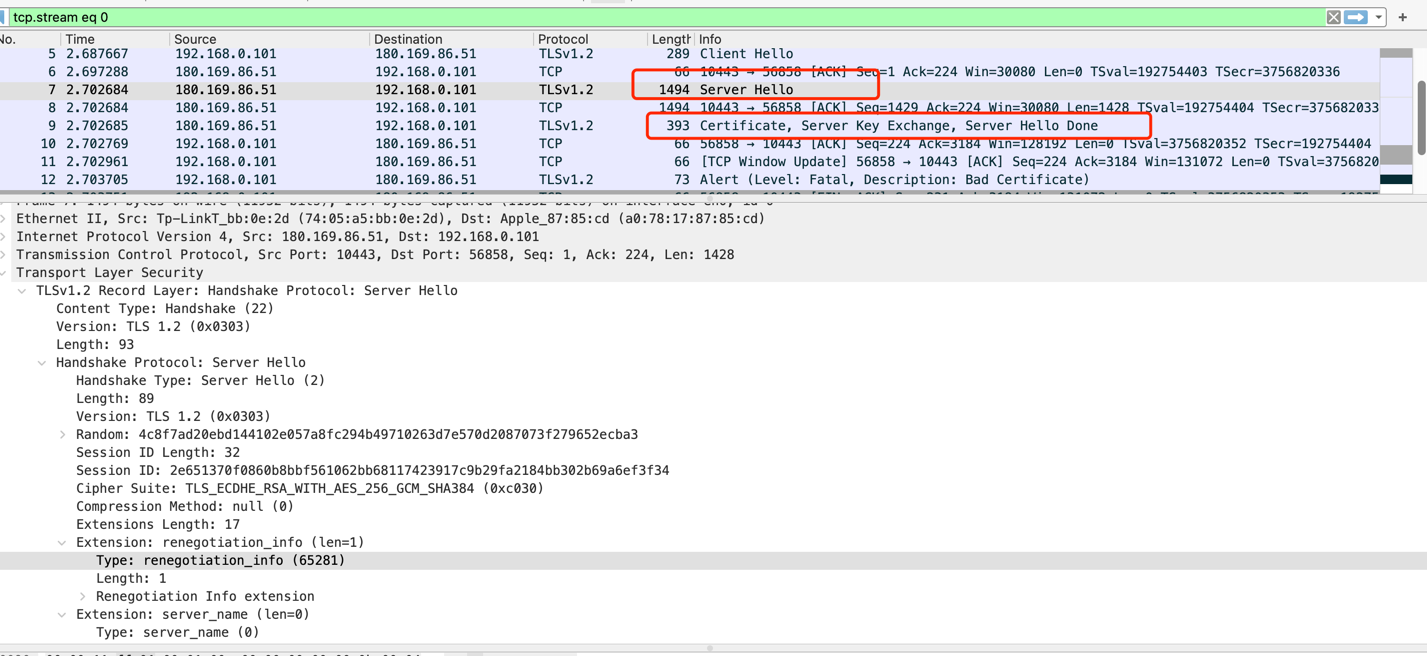 tcp.stream eq 0
No. Time Source Destination Protocol Length Info
5 2.687667 192.168.0.101 180.169.86.51 TLSv1.2 289 Client Hello
6 2.697288 180.169.86.51 192.168.0.101 TCP 66 10443 → 56858 [ACK] Seq=1 Ack=224 Win=30080 Len=0 TSval=192754403 TSecr=3756820336
7 2.702684 180.169.86.51 192.168.0.101 TLSv1.2 1494 Server Hello
8 2.702684 180.169.86.51 192.168.0.101 TCP 1494 10443 → 56858 [ACK] Seq=1429 Ack=224 Win=30080 Len=1428 TSval=192754404 TSecr=375682033
9 2.702685 180.169.86.51 192.168.0.101 TLSv1.2 393 Certificate, Server Key Exchange, Server Hello Done
10 2.702769 192.168.0.101 180.169.86.51 TCP 66 56858 → 10443 [ACK] Seq=224 Ack=3184 Win=128192 Len=0 TSval=3756820352 TSecr=192754404
11 2.702961 192.168.0.101 180.169.86.51 TCP 66 [TCP Window Update] 56858 → 10443 [ACK] Seq=224 Ack=3184 Win=131072 Len=0 TSval=3756820
12 2.703705 192.168.0.101 180.169.86.51 TLSv1.2 73 Alert (Level: Fatal, Description: Bad Certificate)
Ethernet II, Src: Tp-LinkT_bb:0e:2d (74:05:a5:bb:0e:2d), Dst: Apple_87:85:cd (a0:78:17:87:85:cd)
Internet Protocol Version 4, Src: 180.169.86.51, Dst: 192.168.0.101
Transmission Control Protocol, Src Port: 10443, Dst Port: 56858, Seq: 1, Ack: 224, Len: 1428
Transport Layer Security
TLSv1.2 Record Layer: Handshake Protocol: Server Hello
Content Type: Handshake (22)
Version: TLS 1.2 (0x0303)
Length: 93
Handshake Protocol: Server Hello
Handshake Type: Server Hello (2)
Length: 89
Version: TLS 1.2 (0x0303)
Random: 4c8f7ad20ebd144102e057a8fc294b49710263d7e570d2087073f279652ecba3
Session ID Length: 32
Session ID: 2e651370f0860b8bbf561062bb68117423917c9b29fa2184bb302b69a6ef3f34
Cipher Suite: TLS_ECDHE_RSA_WITH_AES_256_GCM_SHA384 (0xc030)
Compression Method: null (0)
Extensions Length: 17
Extension: renegotiation_info (len=1)
Type: renegotiation_info (65281)
Length: 1
Renegotiation Info extension
Extension: server_name (len=0)
Type: server_name (0)